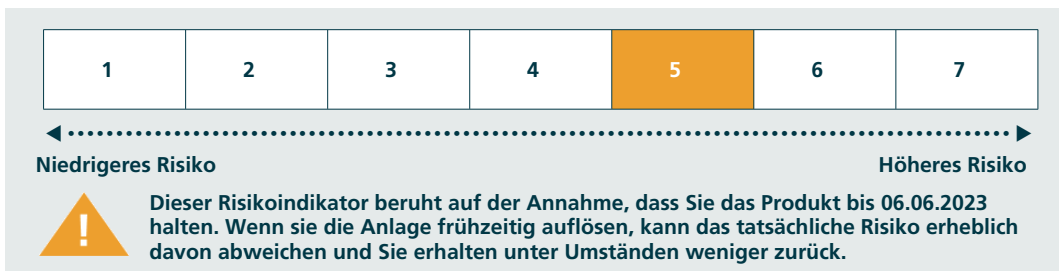 1 2 3 4 5 6 7
Niedrigeres Risiko Höheres Risiko
!
Dieser Risikoindikator beruht auf der Annahme, dass Sie das Produkt bis 06.06.2023
halten. Wenn sie die Anlage frühzeitig auflösen, kann das tatsächliche Risiko erheblich
davon abweichen und Sie erhalten unter Umständen weniger zurück.